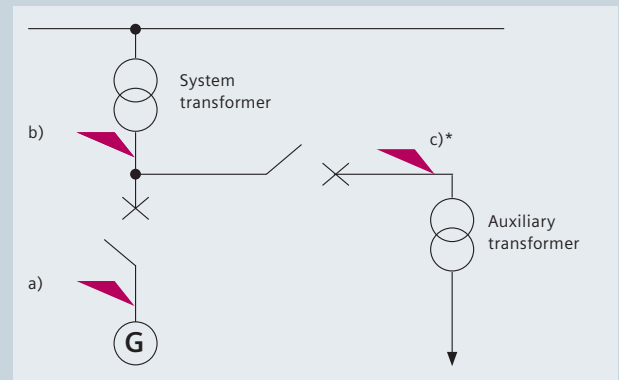 System
transformer
b)
c)*
Auxiliary
transformer
a)
G